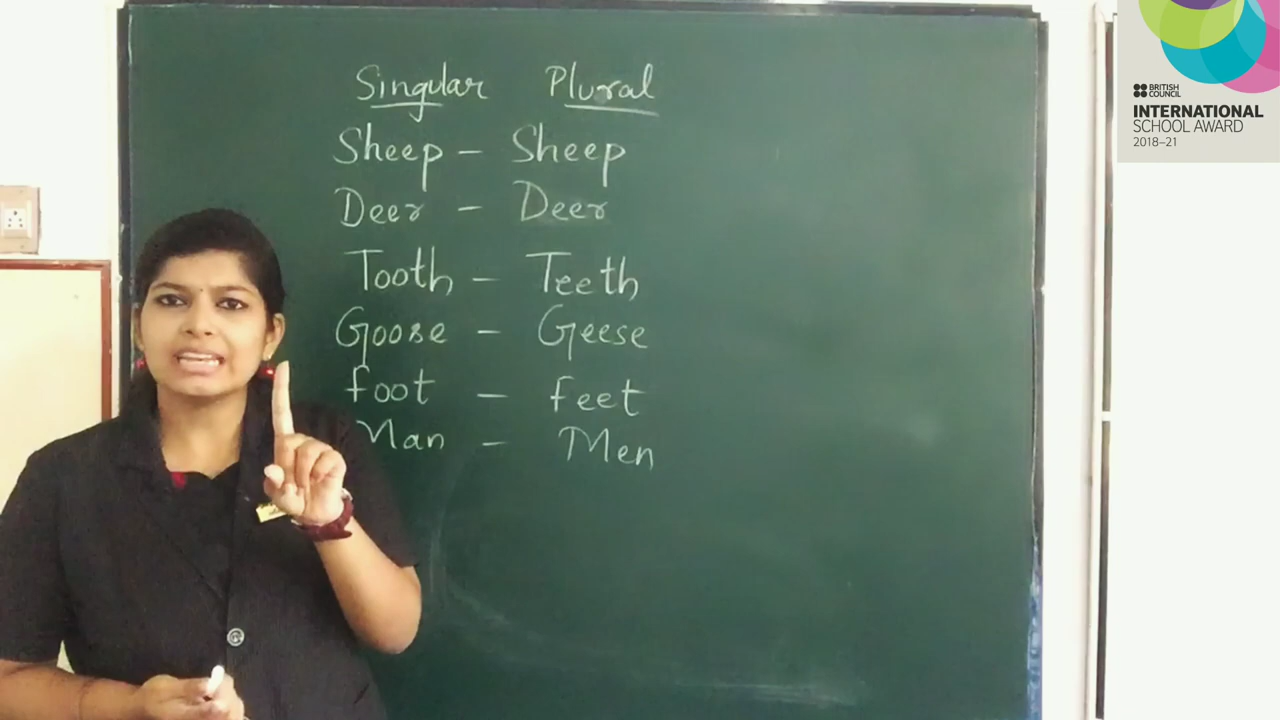 Singular Plural
Sheep – Sheep
Deer – Deer
Tooth – Teeth
Goose – Geese
foot – feet
Man – Men
BRITISH
COUNCIL
INTERNATIONAL
SCHOOL AWARD
2018–21